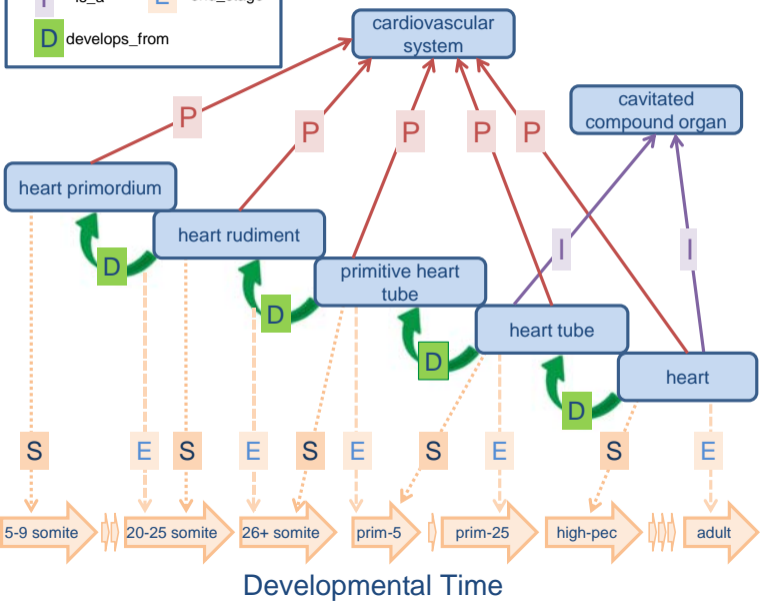 D develops_from
cardiovascular
system
cavitated
compound organ
P
P
P
P
P
heart primordium
heart rudiment
I
I
D
primitive heart
tube
D
heart tube
D
heart
D
S
E
S
E
S
E
S
E
S
E
5-9 somite
20-25 somite
26+ somite
prim-5
prim-25
high-pec
adult
Developmental Time